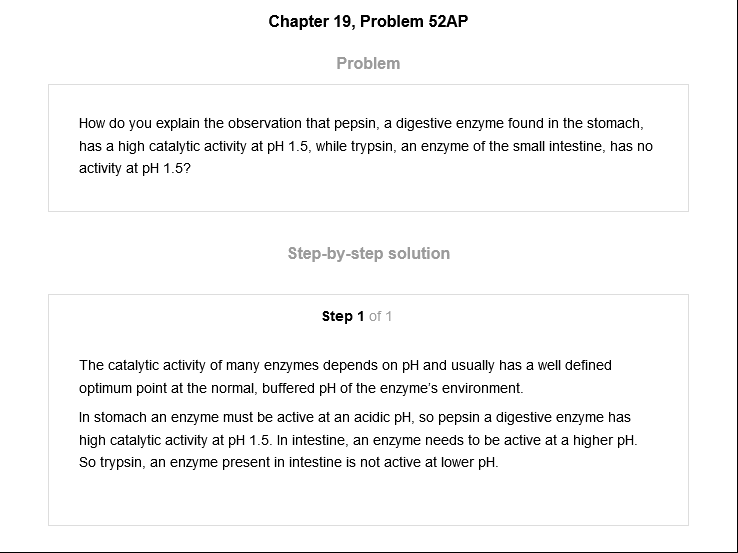 Chapter 19, Problem 52AP
Problem
How do you explain the observation that pepsin, a digestive enzyme found in the stomach,
has a high catalytic activity at pH 1.5, while trypsin, an enzyme of the small intestine, has no
activity at pH 1.5?
Step-by-step solution
Step 1 of 1
The catalytic activity of many enzymes depends on pH and usually has a well defined
optimum point at the normal, buffered pH of the enzyme's environment.
In stomach an enzyme must be active at an acidic pH, so pepsin a digestive enzyme has
high catalytic activity at pH 1.5. In intestine, an enzyme needs to be active at a higher pH.
So trypsin, an enzyme present in intestine is not active at lower pH.